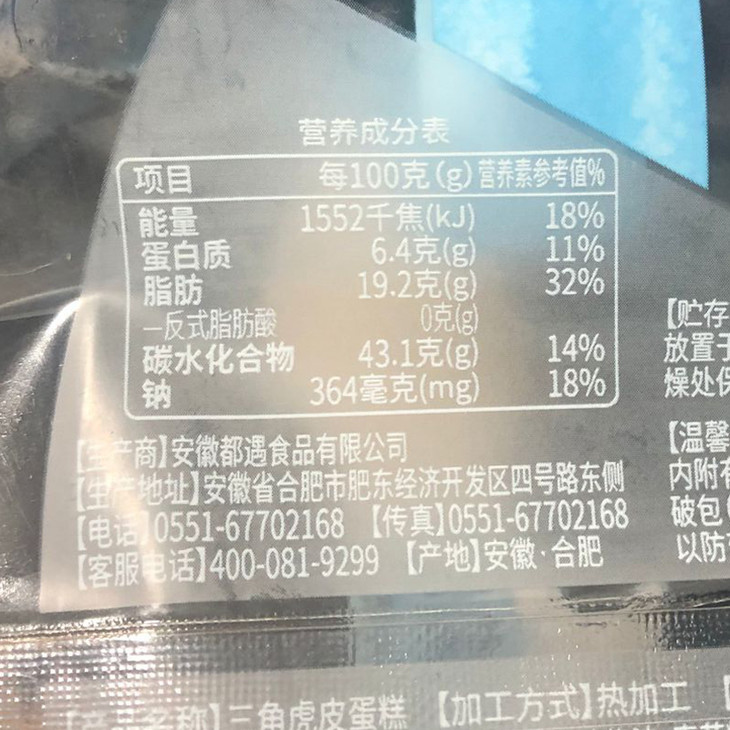 营养成分表
项目 每100克(g) 营养素参考值%
能量 1552千焦(kJ) 18%
蛋白质 6.4克(g) 11%
脂肪 19.2克(g) 32%
—反式脂肪酸 0克(g)
碳水化合物 43.1克(g) 14%
钠 364毫克(mg) 18%
【生产商】安徽都遇食品有限公司
【生产地址】安徽省合肥市肥东经济开发区四号路东侧
【电话】0551-67702168 【传真】0551-67702168
【客服电话】400-081-9299 【产地】安徽·合肥
【贮存
放置于
燥处保
【温馨
内附有
破包(
以防
【产品名称】三角虎皮蛋糕 【加工方式】热加工 【